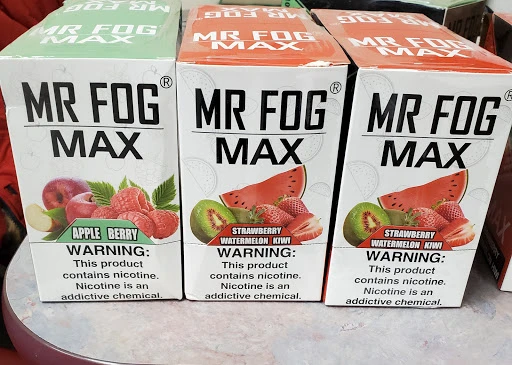 MR FOG
MAX
MR FOG®
MAX
APPLE BERRY
WARNING:
This product
contains nicotine.
Nicotine is an
addictive chemical.
MR FOG
MAX
MR FOG®
MAX
STRAWBERRY
WATERMELON KIWI
WARNING:
This product
contains nicotine.
Nicotine is an
addictive chemical.
MR FOG
MAX
MR FOG®
MAX
STRAWBERRY
WATERMELON KIWI
WARNING:
This product
contains nicotine.
Nicotine is an
addictive chemical.